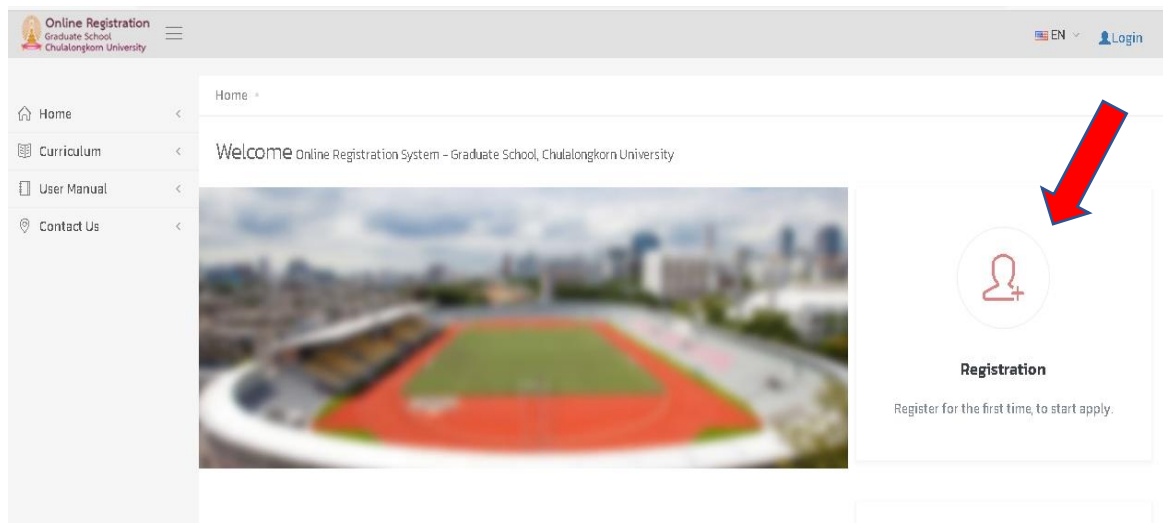 Online Registration
Graduate School
Chulalongkorn University
EN
Login
Home
Curriculum
User Manual
Contact Us
Home
Welcome Online Registration System - Graduate School, Chulalongkorn University
Registration
Register for the first time, to start apply.